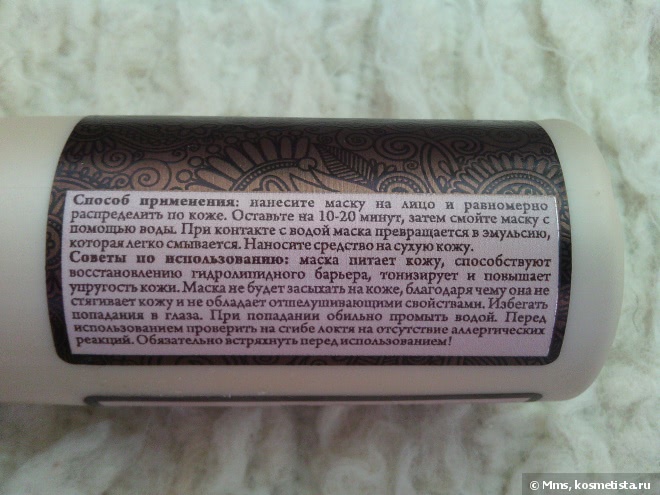 Способ применения: нанесите маску на лицо и равномерно
распределить по коже. Оставьте на 10-20 минут, затем смойте маску с
помощью воды. При контакте с водой маска превращается в эмульсию,
которая легко смывается. Наносите средство на сухую кожу.
Советы по использованию: маска питает кожу, способствуют
восстановлению гидролипидного барьера, тонизирует и повышает
упругость кожи. Маска не будет засыхать на коже, благодаря чему она не
стягивает кожу и не обладает отшелушивающими свойствами. Избегать
попадания в глаза. При попадании обильно промыть водой. Перед
использованием проверить на сгибе локтя на отсутствие аллергических
реакций. Обязательно встряхнуть перед использованием!
© Mms, kosmetista.ru